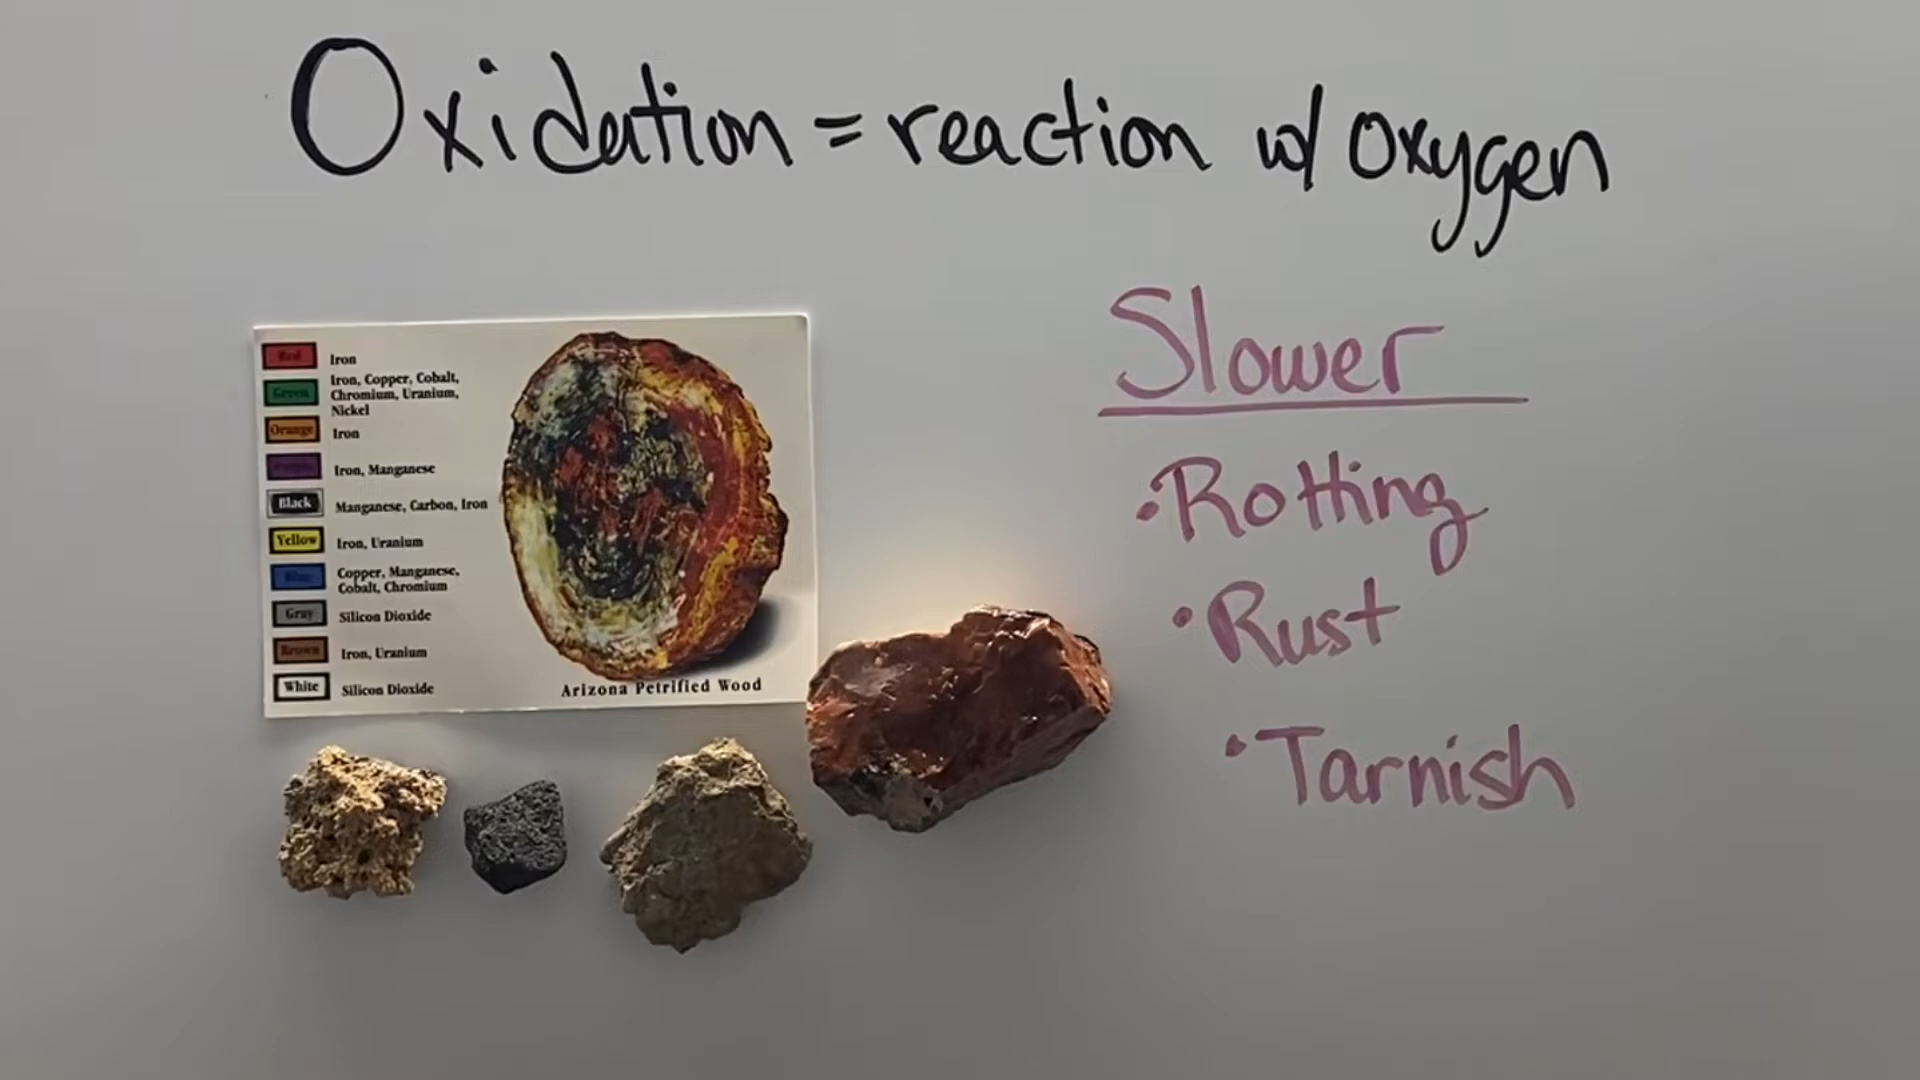 Oxidation = reaction w/ oxygen
Red Iron
Green Iron, Copper, Cobalt,
Chromium, Uranium,
Nickel
Orange Iron
Purple Iron, Manganese
Black Manganese, Carbon, Iron
Yellow Iron, Uranium
Blue Copper, Manganese,
Cobalt, Chromium
Gray Silicon Dioxide
Brown Iron, Uranium
White Silicon Dioxide
Arizona Petrified Wood
Slower
• Rotting
• Rust
• Tarnish